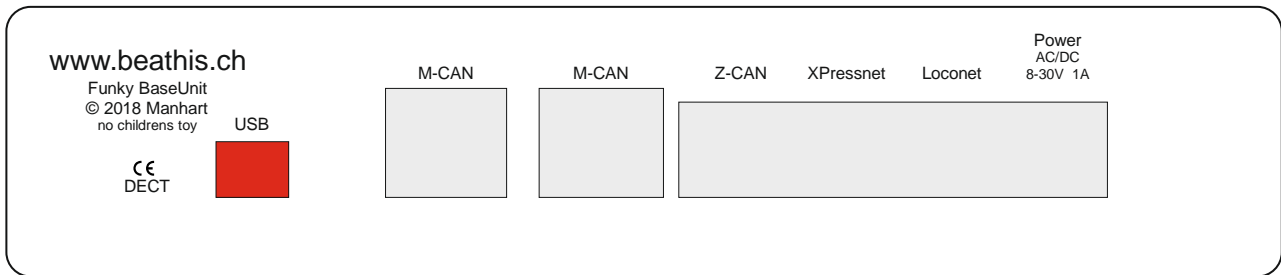 www.beathis.ch
Funky BaseUnit
© 2018 Manhart
no childrens toy
CE
DECT
USB
M-CAN
M-CAN
Z-CAN
XPressnet
Loconet
Power
AC/DC
8-30V 1A